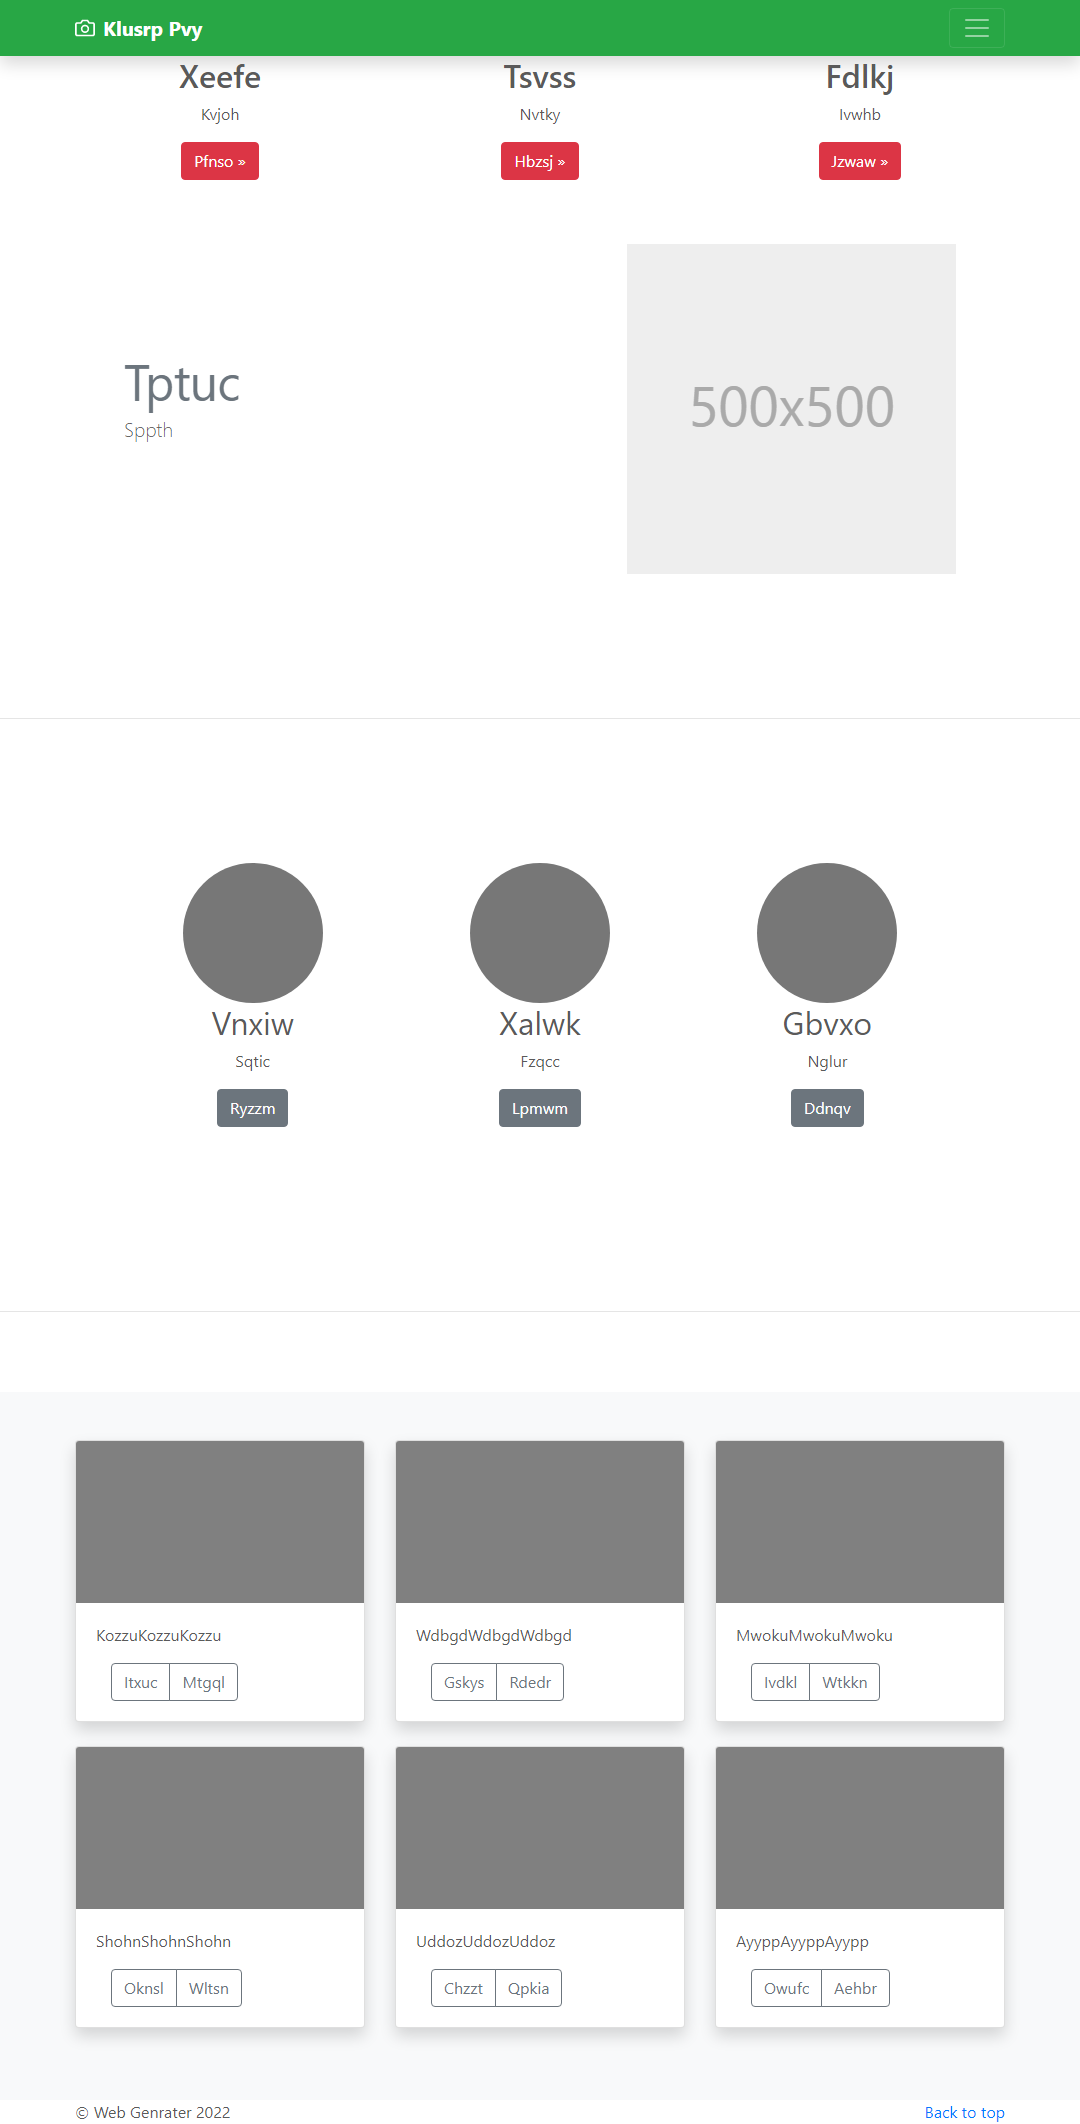 Klusrp Pvy
Xeefe Tsvss Fdlkj
Kvjoh Nvtky Ivwhb
Pfnso » Hbzsj » Jzwaw »
Tptuc
Sppth
500x500
Vnxiw Xalwk Gbvxo
Sqtic Fzqcc Nglur
Ryzzm Lpmwm Ddnqv
KozzuKozzuKozzu WdbgdWdbgdWdbgd MwokuMwokuMwoku
Itxuc Mtgql Gskys Rdedr Ivdkl Wtkkn
ShohnShohnShohn UddozUddozUddoz AyyppAyyppAyypp
Oknsl Wltsn Chzzt Qpkia Owufc Aehbr
© Web Genrater 2022 Back to top